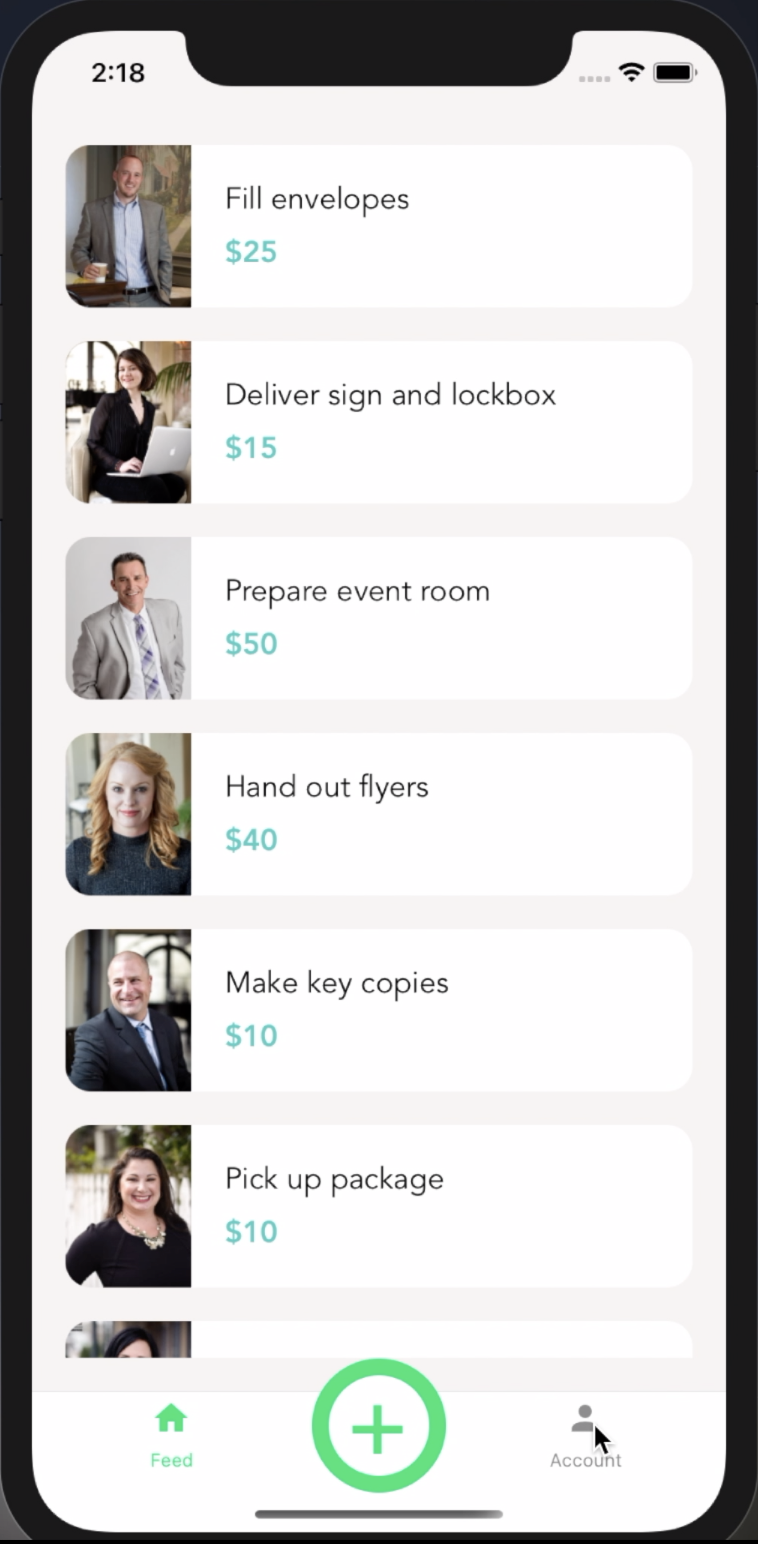 2:18
Fill envelopes
$25
Deliver sign and lockbox
$15
Prepare event room
$50
Hand out flyers
$40
Make key copies
$10
Pick up package
$10
+
Feed
Account